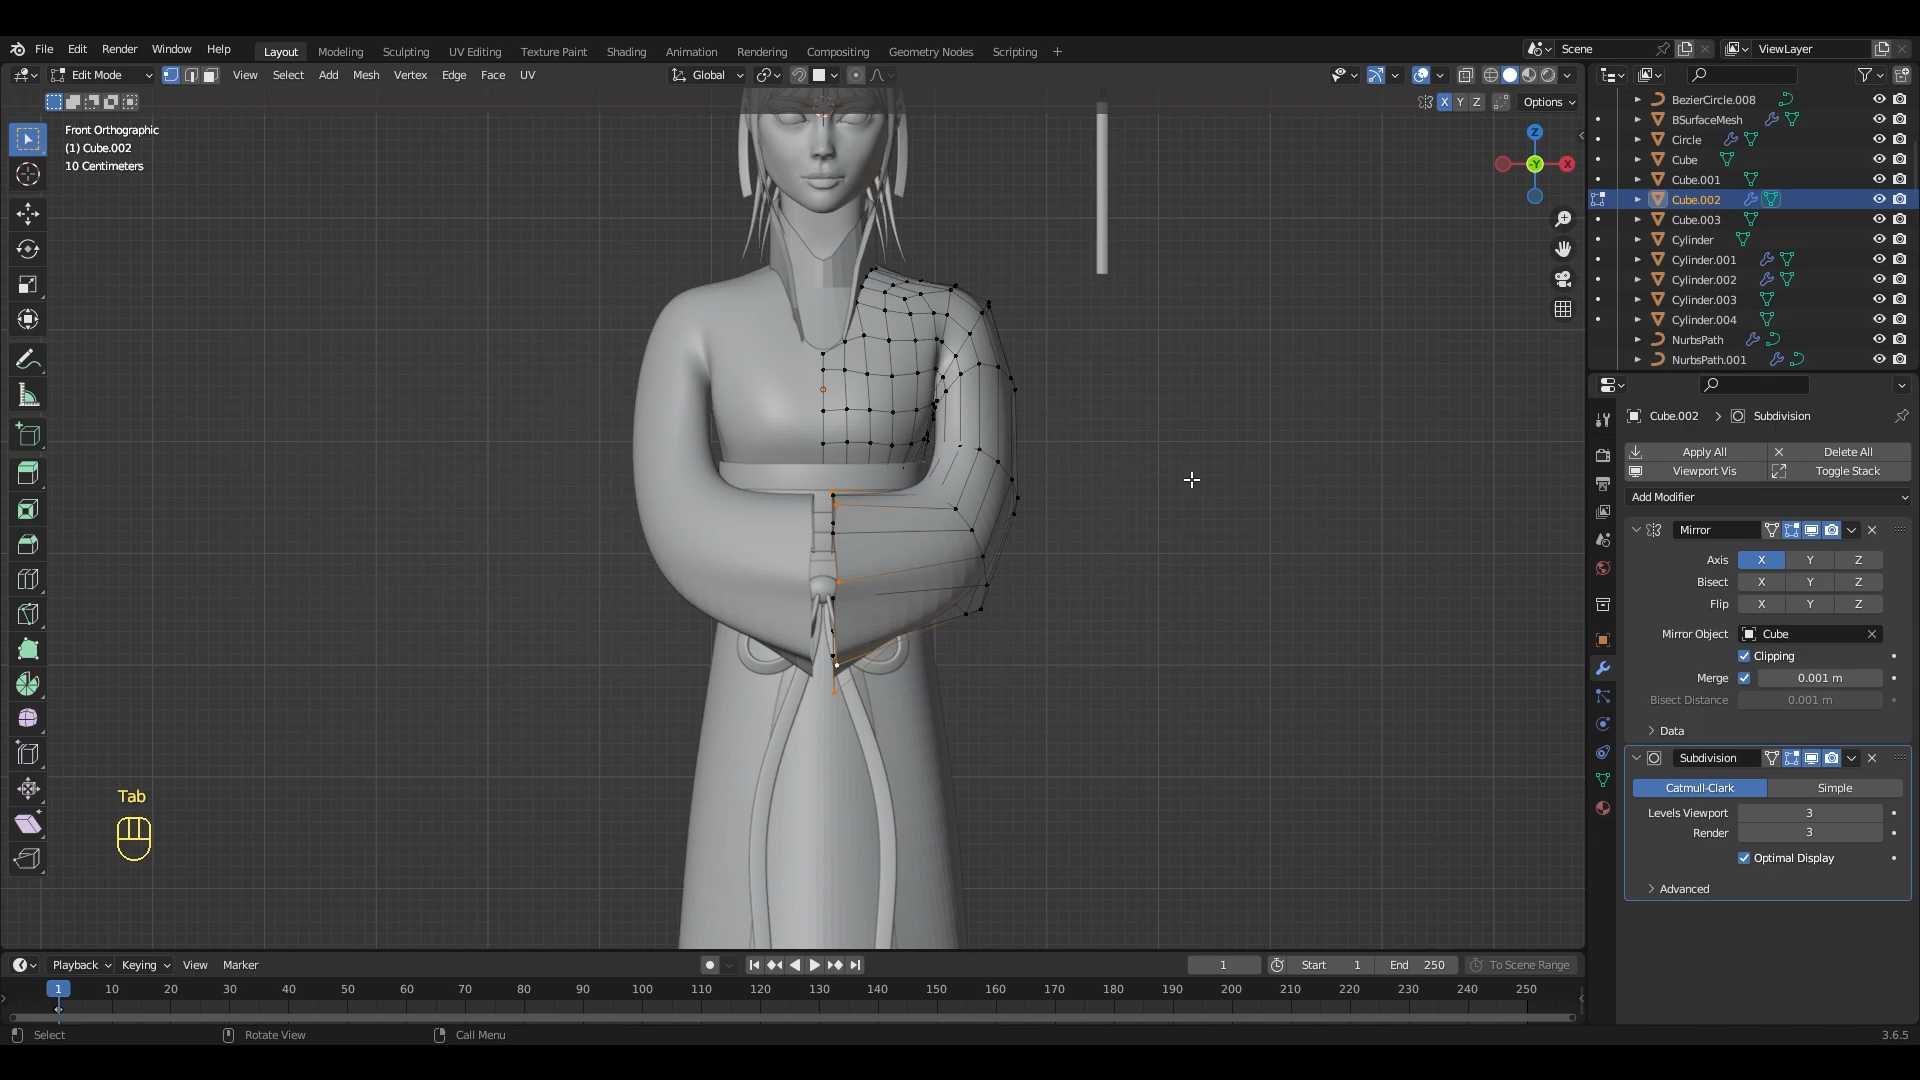 File Edit Render Window Help Layout Modeling Sculpting UV Editing Texture Paint Shading Animation Rendering Compositing Geometry Nodes Scripting + Scene ViewLayer
Edit Mode View Select Add Mesh Vertex Edge Face UV Global
X Y Z Options
Front Orthographic
(1) Cube.002
10 Centimeters
Z
-Y
X
Tab
BezierCircle.008
BSurfaceMesh
Circle
Cube
Cube.001
Cube.002
Cube.003
Cylinder
Cylinder.001
Cylinder.002
Cylinder.003
Cylinder.004
NurbsPath
NurbsPath.001
Cube.002 > Subdivision
Apply All Delete All
Viewport Vis Toggle Stack
Add Modifier
Mirror
Axis X Y Z
Bisect X Y Z
Flip X Y Z
Mirror Object Cube
Clipping
Merge 0.001 m
Bisect Distance 0.001 m
Data
Subdivision
Catmull-Clark Simple
Levels Viewport 3
Render 3
Optimal Display
Advanced
Playback Keying View Marker 1 Start 1 End 250 To Scene Range
1 10 20 30 40 50 60 70 80 90 100 110 120 130 140 150 160 170 180 190 200 210 220 230 240 250
Select Rotate View Call Menu 3.6.5